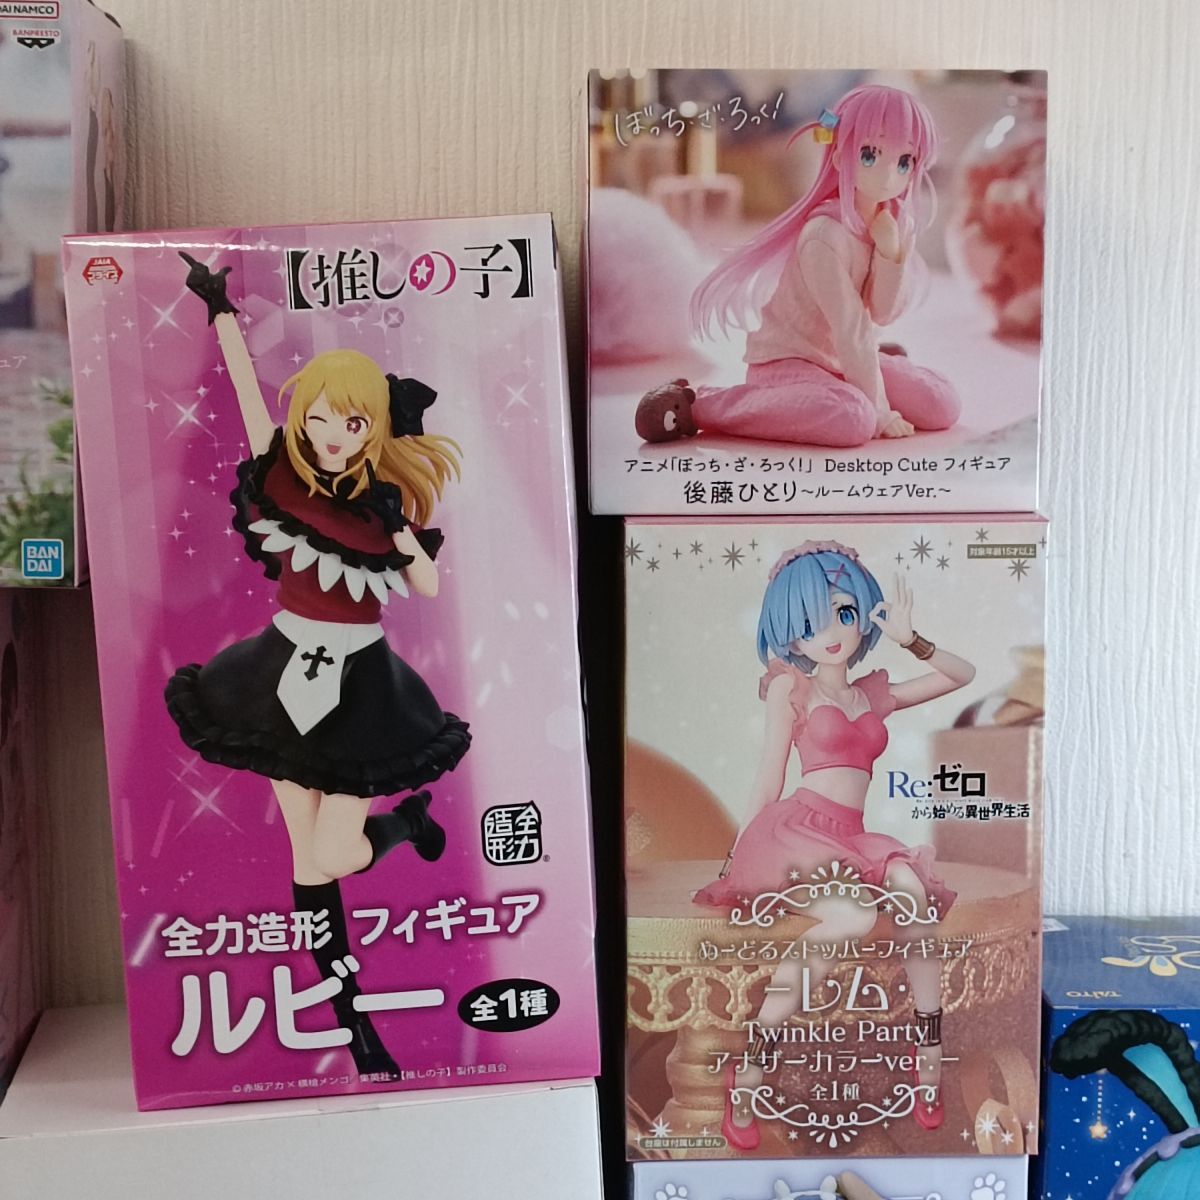 BANDAI NAMCO
BANPRESTO
BAN
DAI
JAIA
プライズ
【推しの子】
全力
造形
全力造形 フィギュア
ルビー
全1種
© 赤坂アカ×横槍メンゴ/集英社・【推しの子】製作委員会
ぼっち・ざ・ろっく!
アニメ「ぼっち・ざ・ろっく!」 Desktop Cute フィギュア
後藤ひとり~ルームウェアVer.~
対象年齢15才以上
Re:ゼロ
から始める異世界生活
ぬーどるストッパーフィギュア
-レム・
Twinkle Party
アナザーカラーver.-
全1種
台座は付属しません
TAITO